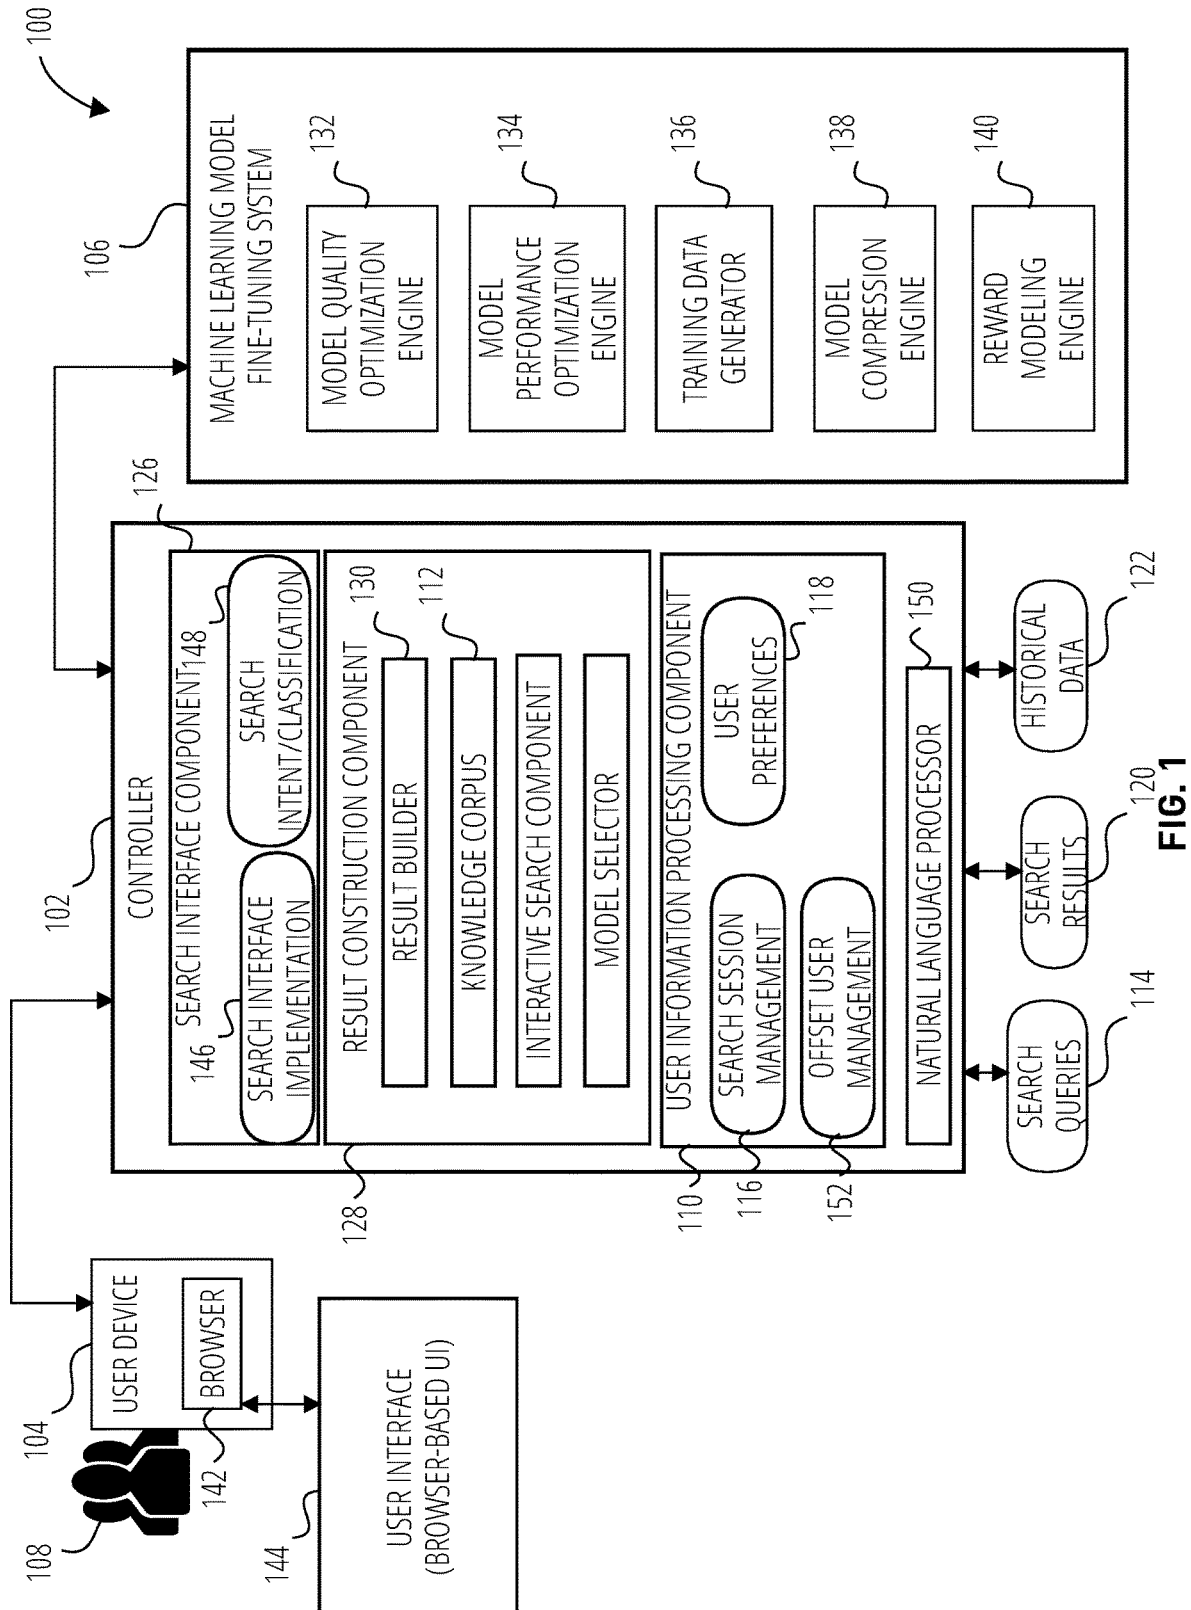 100
108
104
USER DEVICE
BROWSER
142
144
USER INTERFACE
(BROWSER-BASED UI)
102
CONTROLLER
126
SEARCH INTERFACE COMPONENT
146
SEARCH INTERFACE
IMPLEMENTATION
148
SEARCH
INTENT/CLASSIFICATION
128
RESULT CONSTRUCTION COMPONENT
RESULT BUILDER
130
KNOWLEDGE CORPUS
112
INTERACTIVE SEARCH COMPONENT
MODEL SELECTOR
110
USER INFORMATION PROCESSING COMPONENT
116
SEARCH SESSION
MANAGEMENT
USER
PREFERENCES
118
152
OFFSET USER
MANAGEMENT
NATURAL LANGUAGE PROCESSOR
150
SEARCH
QUERIES
114
SEARCH
RESULTS
120
HISTORICAL
DATA
122
106
MACHINE LEARNING MODEL
FINE-TUNING SYSTEM
MODEL QUALITY
OPTIMIZATION
ENGINE
132
MODEL
PERFORMANCE
OPTIMIZATION
ENGINE
134
TRAINING DATA
GENERATOR
136
MODEL
COMPRESSION
ENGINE
138
REWARD
MODELING
ENGINE
140
FIG. 1